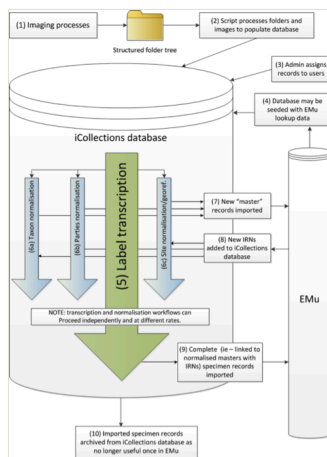 (1) Imaging processes
Structured folder tree
(2) Script processes folders and
images to populate database
(3) Admin assigns
records to users
(4) Database may be
seeded with EMu
lookup data
iCollections database
(6a) Taxon normalisation
(6b) Parties normalisation
(5) Label transcription
(6c) Site normalisation/georef.
(7) New "master"
records imported
(8) New IRNs
added to iCollections
database
EMu
NOTE: transcription and normalisation workflows can
Proceed independently and at different rates.
(9) Complete (ie – linked to
normalised masters with
IRNs) specimen records
imported
(10) Imported specimen records
archived from iCollections database as
no longer useful once in EMu